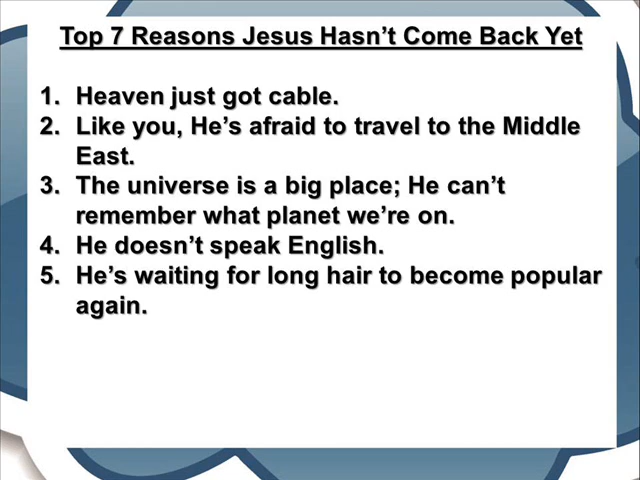 Top 7 Reasons Jesus Hasn’t Come Back Yet
1. Heaven just got cable.
2. Like you, He’s afraid to travel to the Middle
East.
3. The universe is a big place; He can’t
remember what planet we’re on.
4. He doesn’t speak English.
5. He’s waiting for long hair to become popular
again.